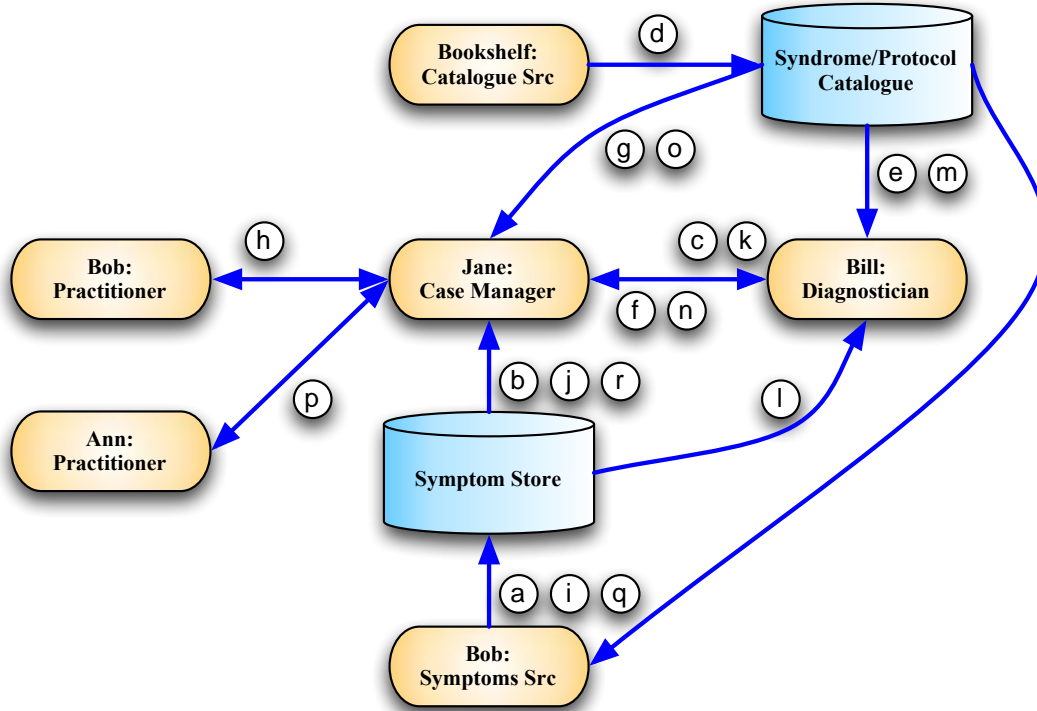 d
Bookshelf:
Catalogue Src
Syndrome/Protocol
Catalogue
g o
e m
h
c k
Bob:
Practitioner
Jane:
Case Manager
Bill:
Diagnostician
f n
b j r
p
l
Ann:
Practitioner
Symptom Store
a i q
Bob:
Symptoms Src